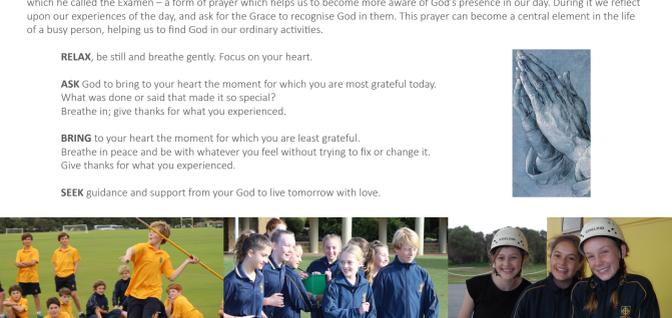 which he called the Examen – a form of prayer which helps us to become more aware of God's presence in our day. During it we reflect
upon our experiences of the day, and ask for the Grace to recognise God in them. This prayer can become a central element in the life
of a busy person, helping us to find God in our ordinary activities.
RELAX, be still and breathe gently. Focus on your heart.
ASK God to bring to your heart the moment for which you are most grateful today.
What was done or said that made it so special?
Breathe in; give thanks for what you experienced.
BRING to your heart the moment for which you are least grateful.
Breathe in peace and be with whatever you feel without trying to fix or change it.
Give thanks for what you experienced.
SEEK guidance and support from your God to live tomorrow with love.